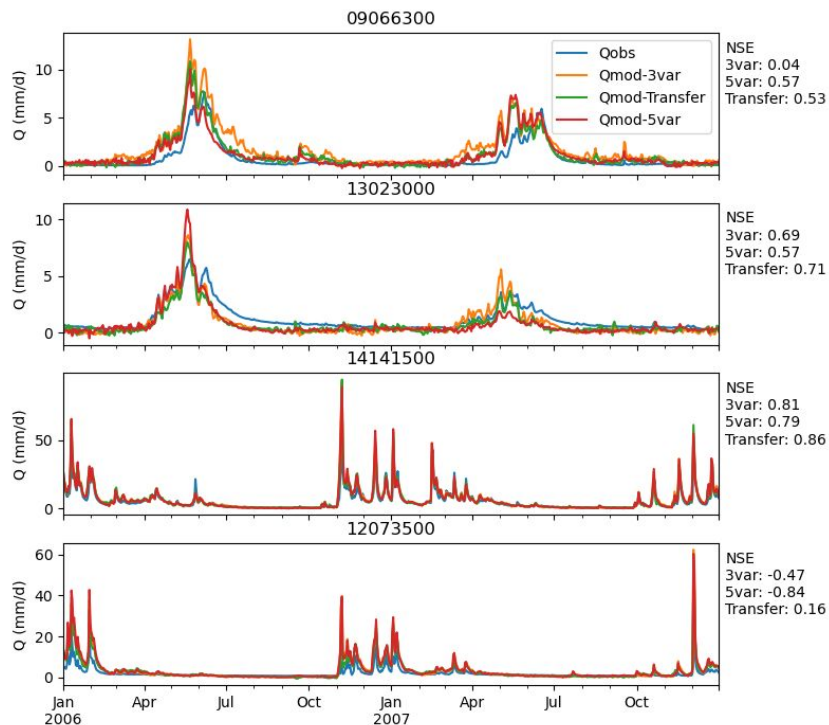 09066300
Q (mm/d)
10
5
0
Qobs
Qmod-3var
Qmod-Transfer
Qmod-5var
NSE
3var: 0.04
5var: 0.57
Transfer: 0.53
13023000
Q (mm/d)
10
5
0
NSE
3var: 0.69
5var: 0.57
Transfer: 0.71
14141500
Q (mm/d)
50
0
NSE
3var: 0.81
5var: 0.79
Transfer: 0.86
12073500
Q (mm/d)
60
40
20
0
NSE
3var: -0.47
5var: -0.84
Transfer: 0.16
Jan Apr Jul Oct Jan Apr Jul Oct
2006 2007